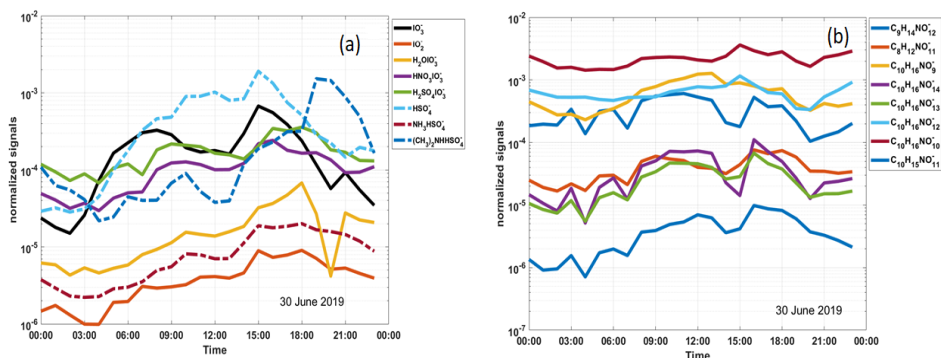 (a)
normalized signals
10⁻²
10⁻³
10⁻⁴
10⁻⁵
10⁻⁶
00:00 03:00 06:00 09:00 12:00 15:00 18:00 21:00 00:00
Time
30 June 2019
IO₃⁻
IO₂⁻
H₂OIO₃⁻
HNO₃IO₃⁻
H₂SO₄IO₃⁻
HSO₄⁻
NH₃HSO₄⁻
(CH₃)₂NHHSO₄⁻
(b)
normalized signals
10⁻²
10⁻³
10⁻⁴
10⁻⁵
10⁻⁶
10⁻⁷
00:00 03:00 06:00 09:00 12:00 15:00 18:00 21:00 00:00
Time
30 June 2019
C₉H₁₄NO₁₂⁻
C₈H₁₂NO₁₁⁻
C₁₀H₁₆NO₉⁻
C₁₀H₁₆NO₁₄⁻
C₁₀H₁₆NO₁₃⁻
C₁₀H₁₆NO₁₂⁻
C₁₀H₁₆NO₁₀⁻
C₁₀H₁₅NO₁₁⁻